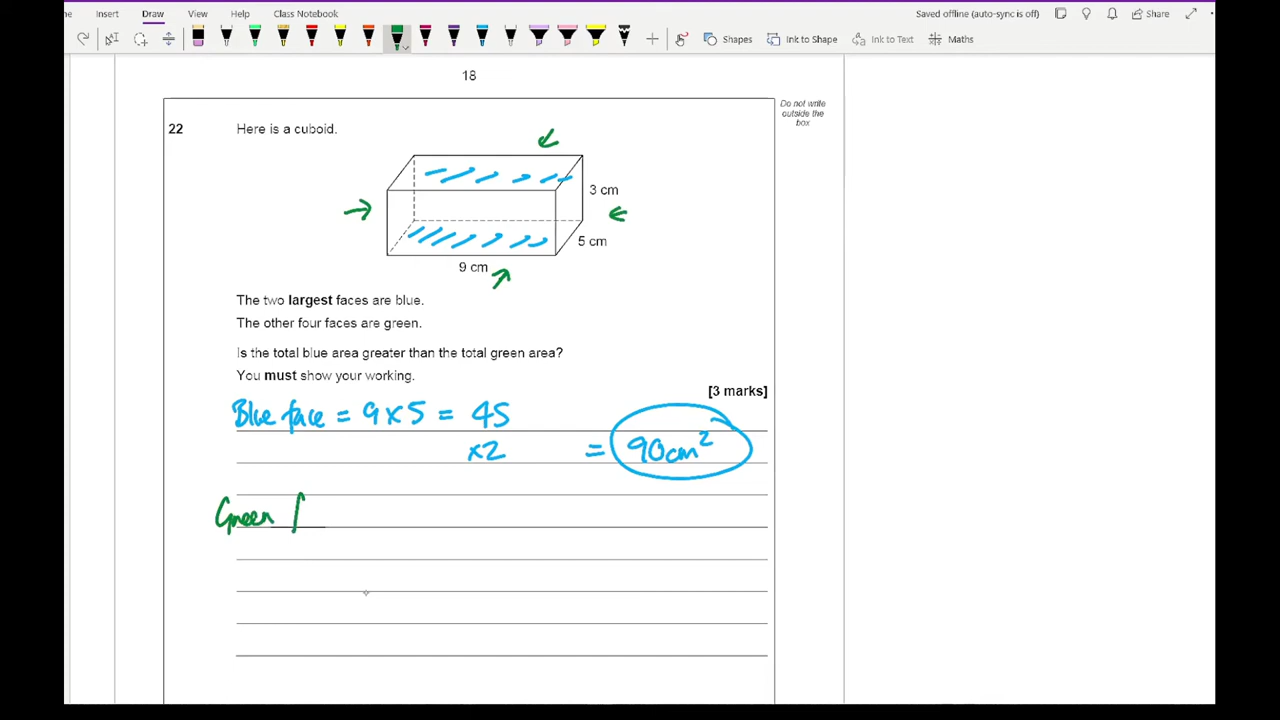 me Insert Draw View Help Class Notebook Saved offline (auto-sync is off) Share
Shapes Ink to Shape Ink to Text Maths
18
Do not write
outside the
box
22 Here is a cuboid.
3 cm
5 cm
9 cm
The two largest faces are blue.
The other four faces are green.
Is the total blue area greater than the total green area?
You must show your working.
[3 marks]
Blue face = 9 x 5 = 45
x2 = 90cm²
Green